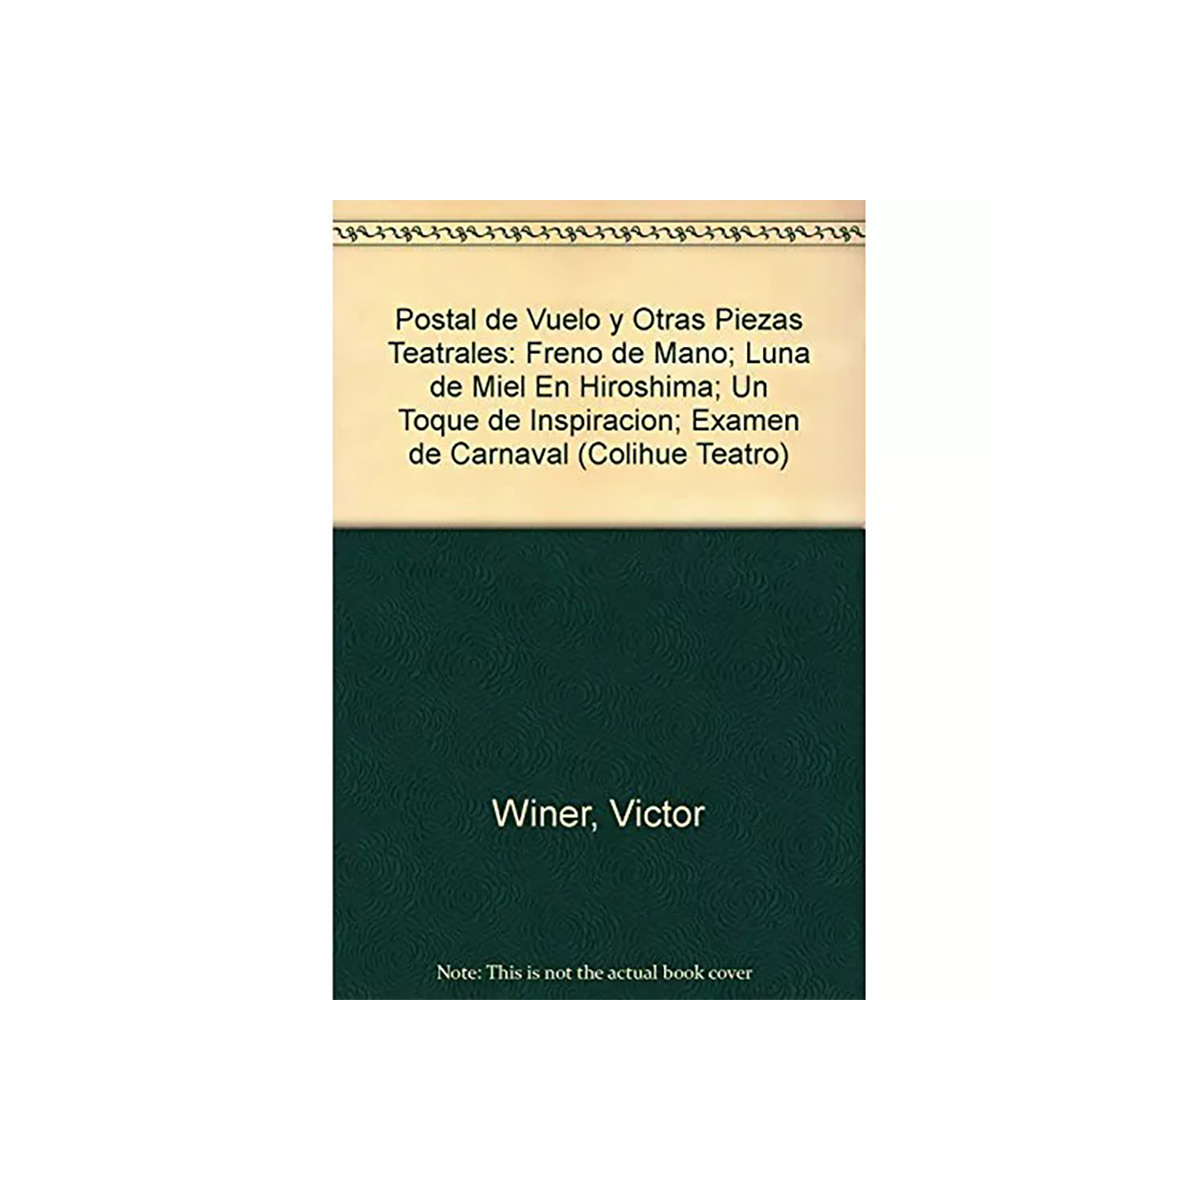 Postal de Vuelo y Otras Piezas
Teatrales: Freno de Mano; Luna
de Miel En Hiroshima; Un
Toque de Inspiracion; Examen
de Carnaval (Colihue Teatro)
Winer, Victor
Note: This is not the actual book cover